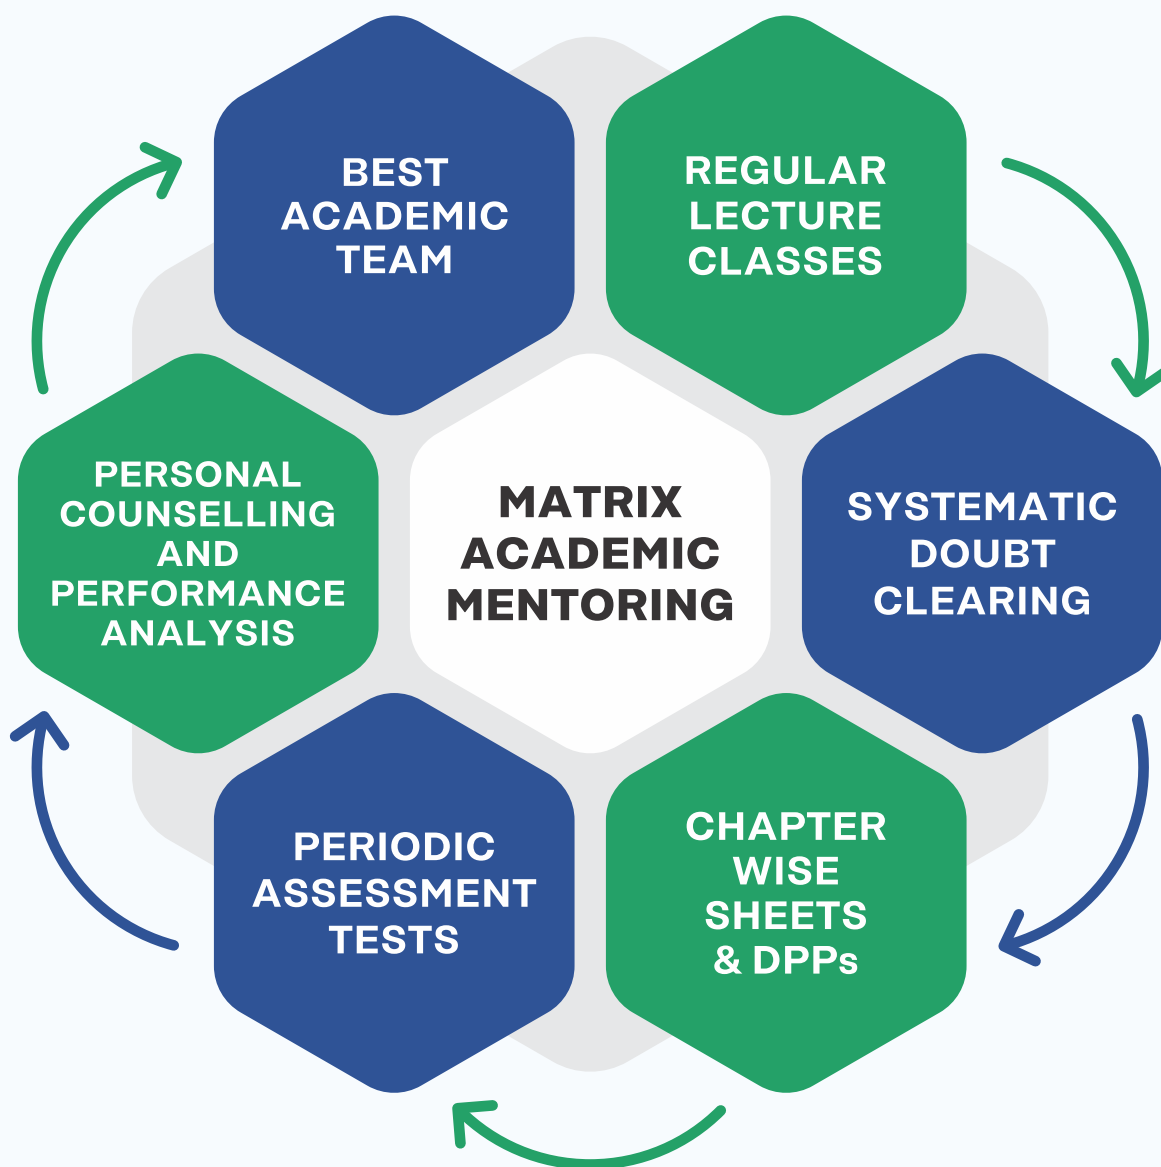 BEST
ACADEMIC
TEAM
REGULAR
LECTURE
CLASSES
PERSONAL
COUNSELLING
AND
PERFORMANCE
ANALYSIS
MATRIX
ACADEMIC
MENTORING
SYSTEMATIC
DOUBT
CLEARING
PERIODIC
ASSESSMENT
TESTS
CHAPTER
WISE
SHEETS
& DPPs